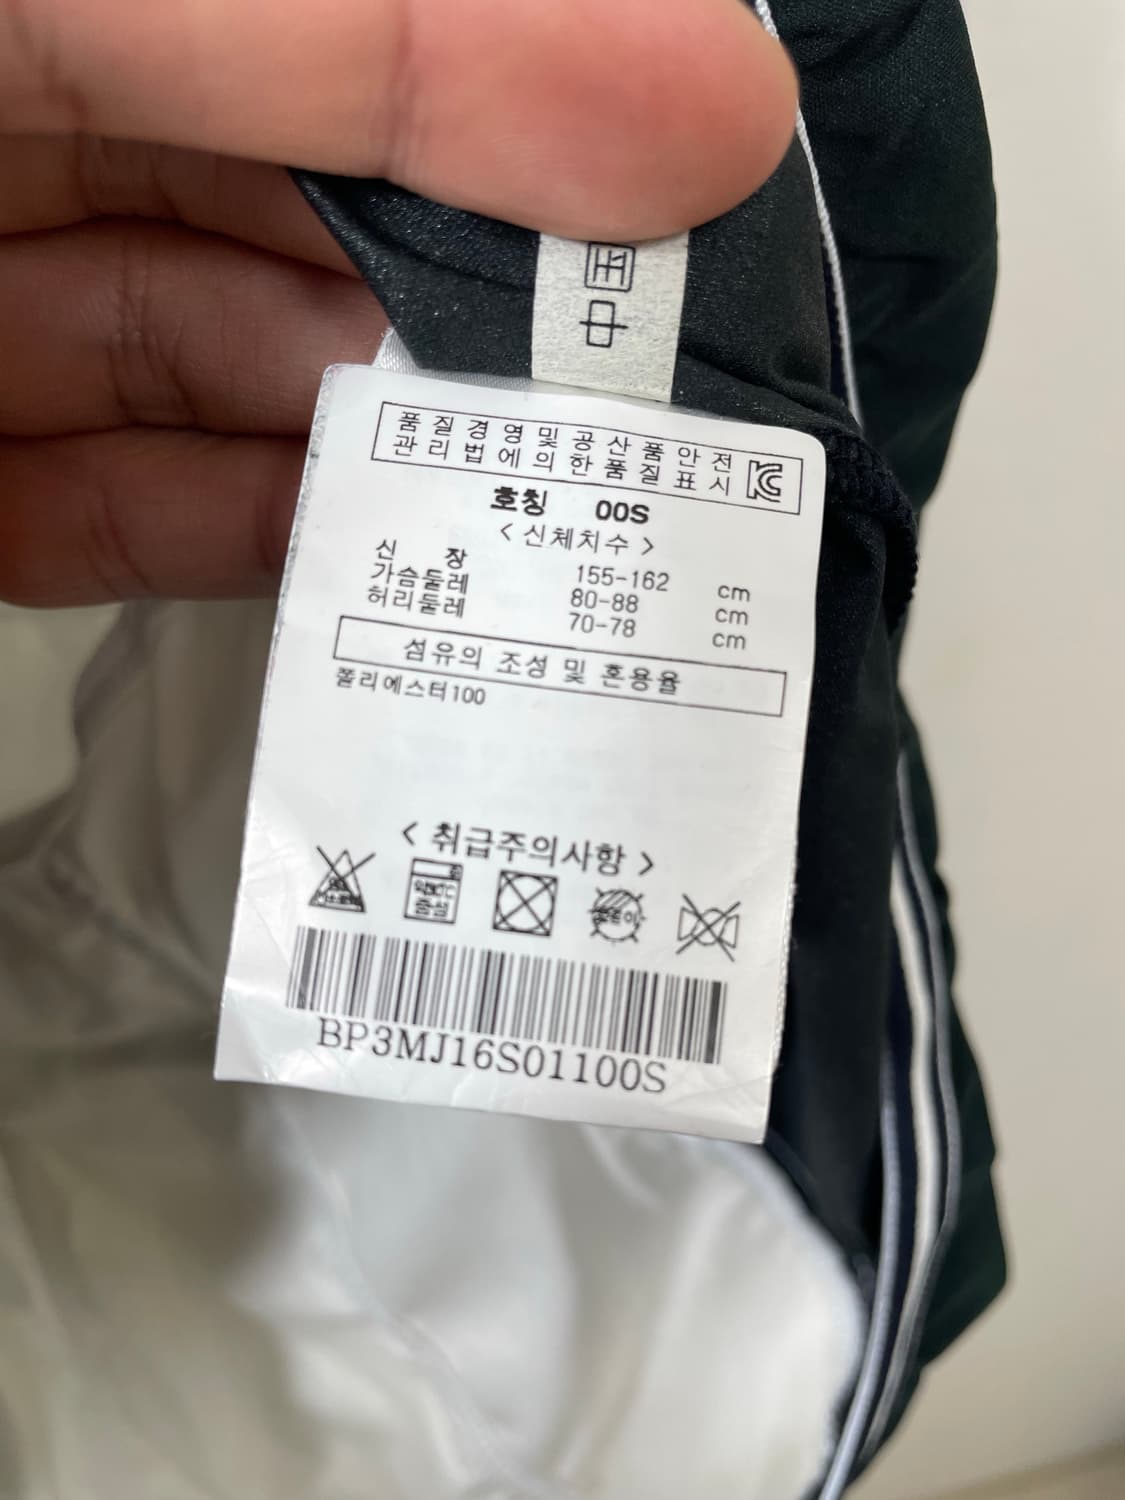 품질경영및공산품안전
관리법에의한품질표시
호칭 00S
< 신체치수 >
신 장 155-162 cm
가슴둘레 80-88 cm
허리둘레 70-78 cm
섬유의 조성 및 혼용율
폴리에스터100
< 취급주의사항 >
중성
BP3MJ16S01100S